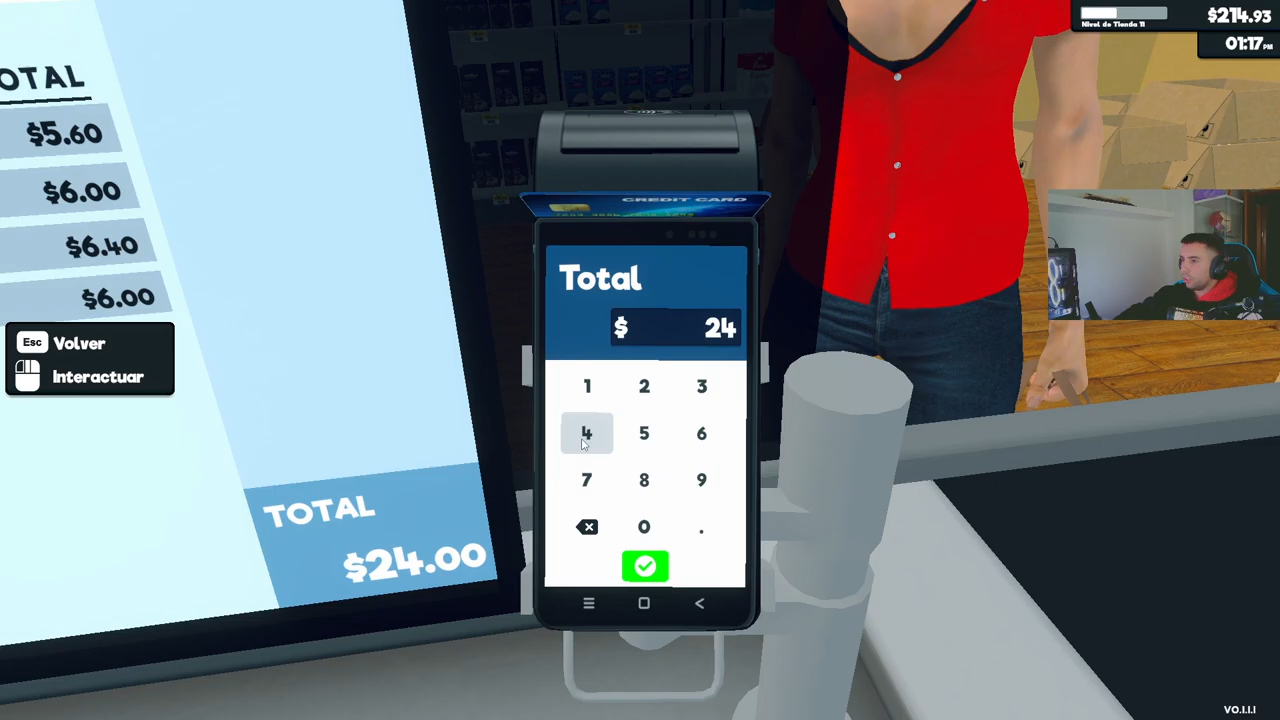 OTAL
$5.60
$6.00
$6.40
$6.00
Esc Volver
Interactuar
TOTAL
$24.00
CREDIT CARD
Total
$ 24
1 2 3
4 5 6
7 8 9
0 .
Nivel de Tienda 11
$214.93
01:17 PM
V0.1.1.1